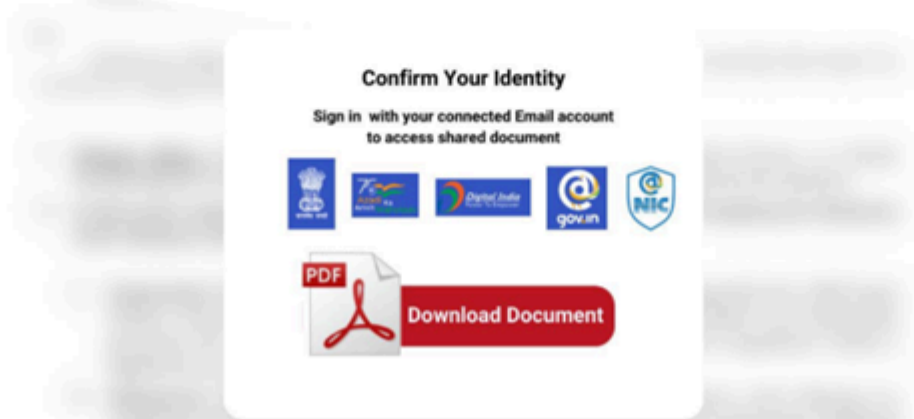 Confirm Your Identity
Sign in with your connected Email account
to access shared document
Digital India
@gov.in
@
NIC
PDF
Download Document